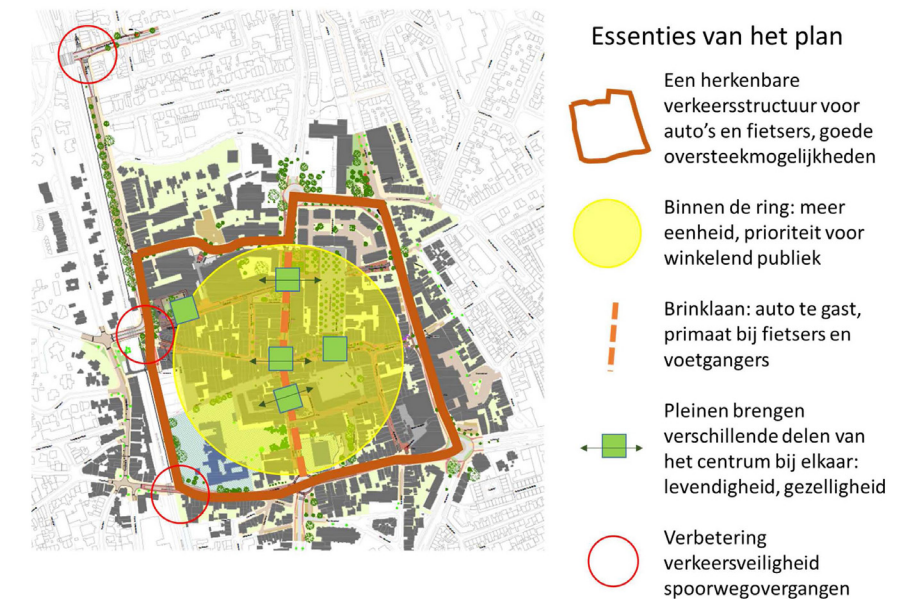 Essenties van het plan
Een herkenbare
verkeersstructuur voor
auto's en fietsers, goede
oversteekmogelijkheden
Binnen de ring: meer
eenheid, prioriteit voor
winkelend publiek
Brinklaan: auto te gast,
primaat bij fietsers en
voetgangers
Pleinen brengen
verschillende delen van
het centrum bij elkaar:
levendigheid, gezelligheid
Verbetering
verkeersveiligheid
spoorwegovergangen